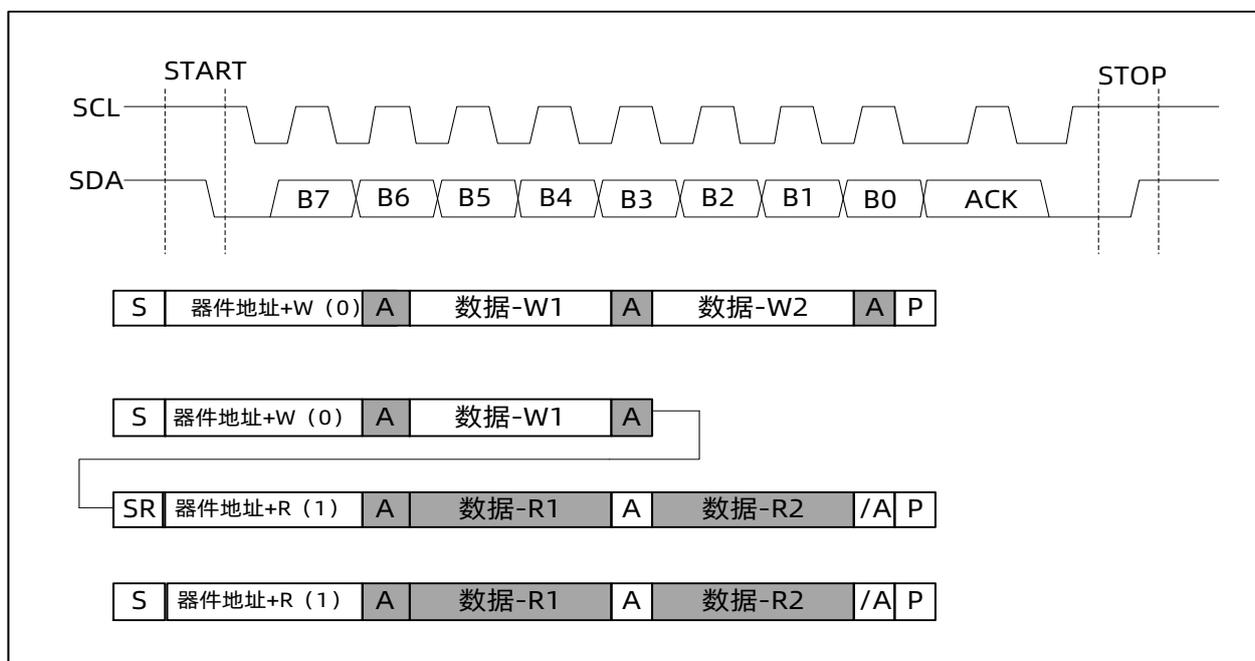 START
STOP
SCL
SDA
B7 B6 B5 B4 B3 B2 B1 B0 ACK
S 器件地址+W（0） A 数据-W1 A 数据-W2 A P
S 器件地址+W（0） A 数据-W1 A
SR 器件地址+R（1） A 数据-R1 A 数据-R2 /A P
S 器件地址+R（1） A 数据-R1 A 数据-R2 /A P